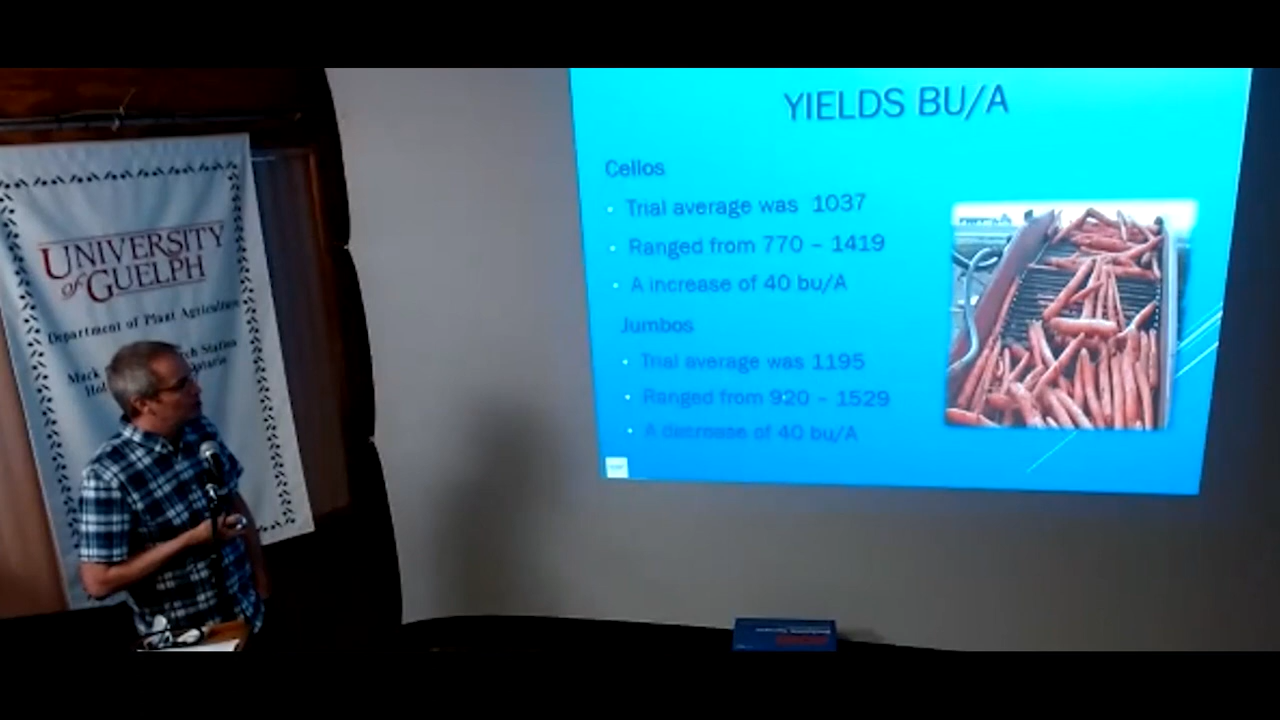 UNIVERSITY
of GUELPH
Department of Plant Agriculture
YIELDS BU/A
Cellos
Trial average was 1037
Ranged from 770 – 1419
A increase of 40 bu/A
Jumbos
Trial average was 1195
Ranged from 920 – 1529
A decrease of 40 bu/A